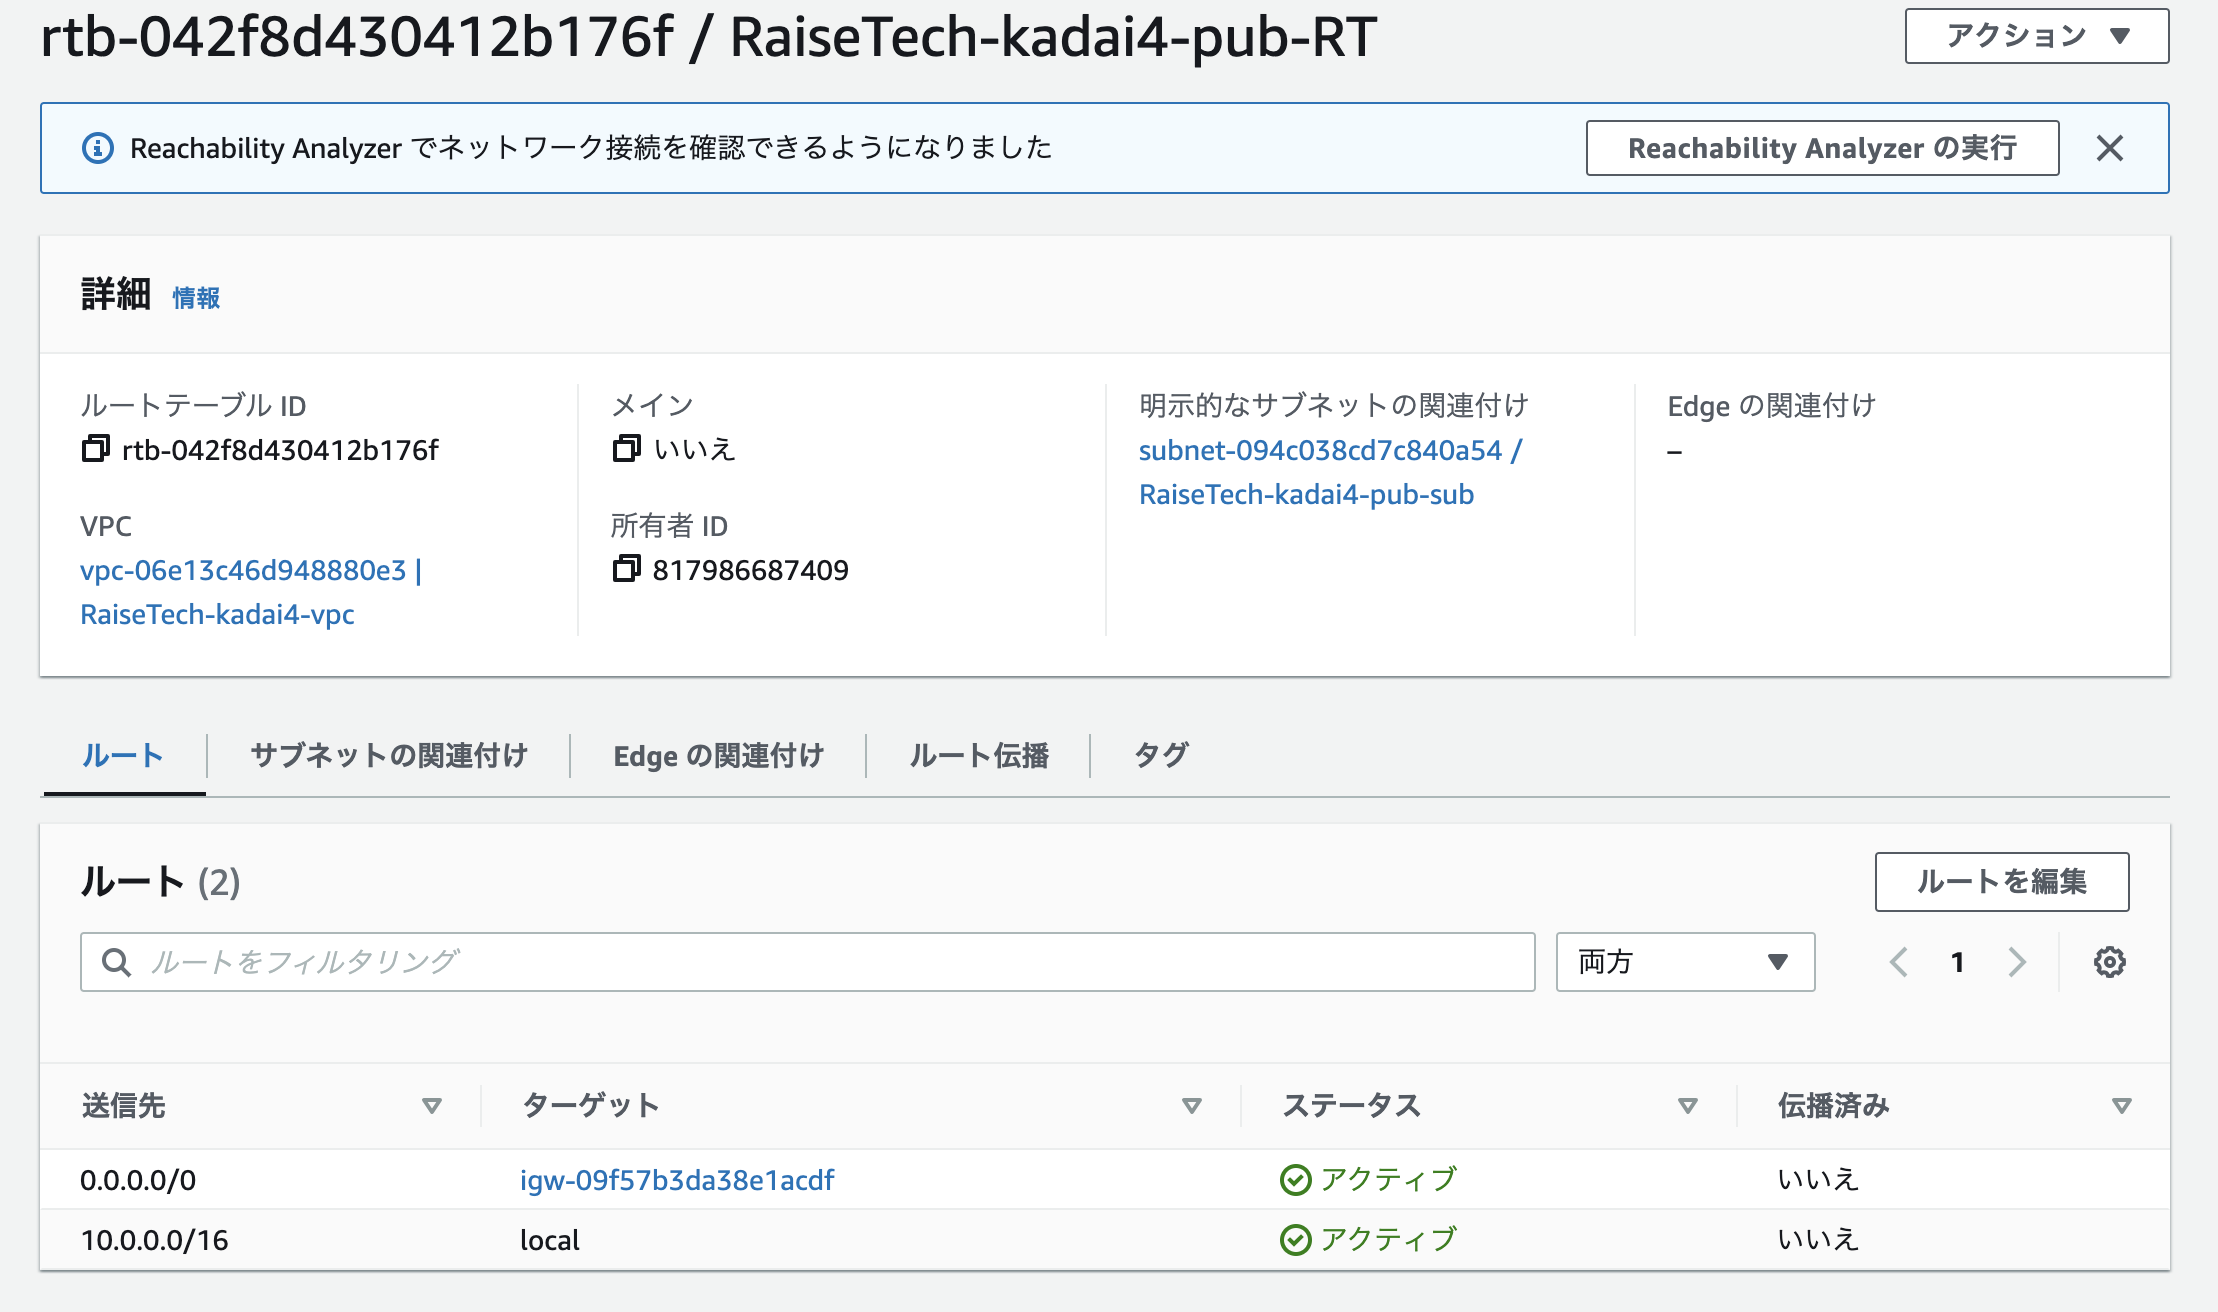 rtb-042f8d430412b176f / RaiseTech-kadai4-pub-RT
アクション
Reachability Analyzer でネットワーク接続を確認できるようになりました
Reachability Analyzer の実行
詳細 情報
ルートテーブル ID
rtb-042f8d430412b176f
メイン
いいえ
明示的なサブネットの関連付け
subnet-094c038cd7c840a54 /
RaiseTech-kadai4-pub-sub
Edge の関連付け
–
VPC
vpc-06e13c46d948880e3 |
RaiseTech-kadai4-vpc
所有者 ID
817986687409
ルート
サブネットの関連付け
Edge の関連付け
ルート伝播
タグ
ルート (2)
ルートを編集
ルートをフィルタリング
両方
1
送信先 ターゲット ステータス 伝播済み
0.0.0.0/0 igw-09f57b3da38e1acdf アクティブ いいえ
10.0.0.0/16 local アクティブ いいえ